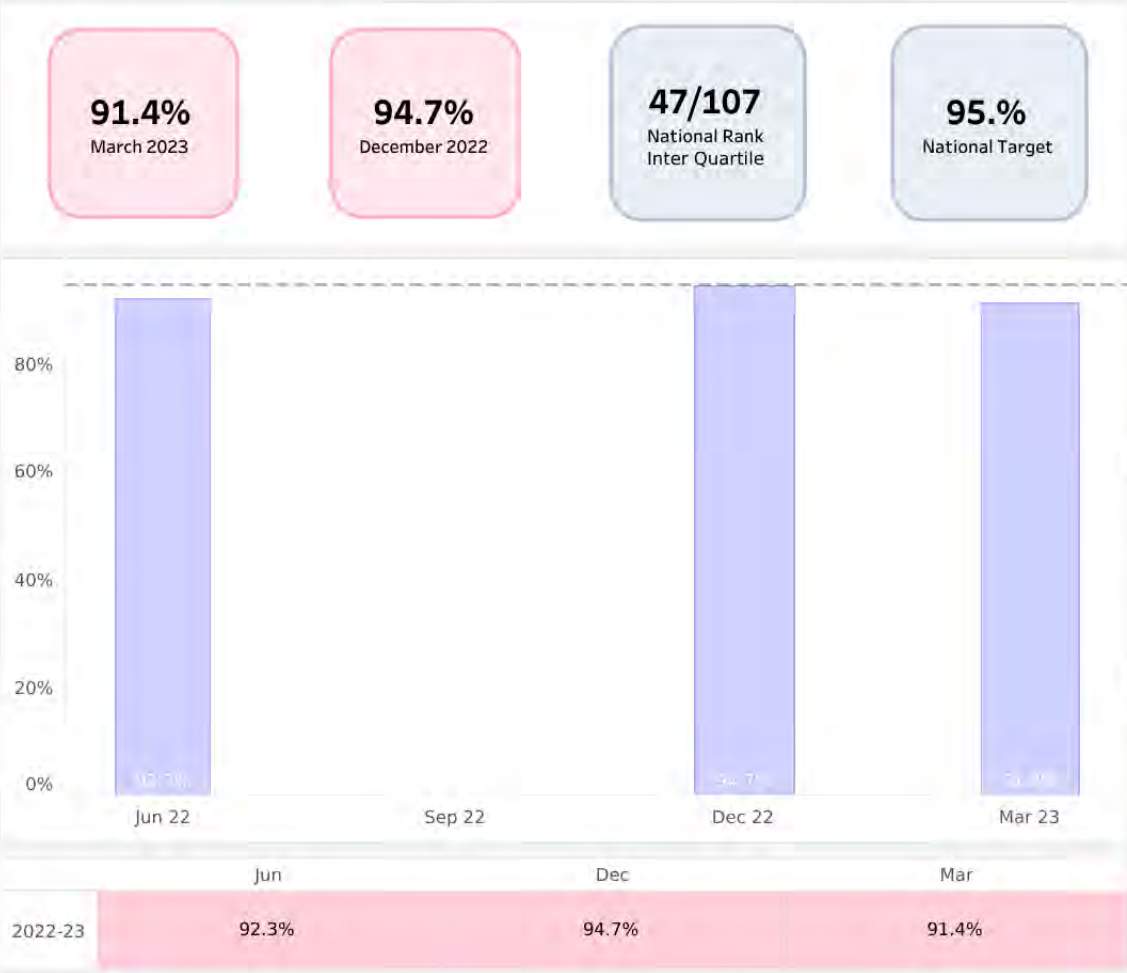 91.4%
March 2023
94.7%
December 2022
47/107
National Rank
Inter Quartile
95.%
National Target
80%
60%
40%
20%
0%
Jun 22
Sep 22
Dec 22
Mar 23
Jun
Dec
Mar
2022-23
92.3%
94.7%
91.4%